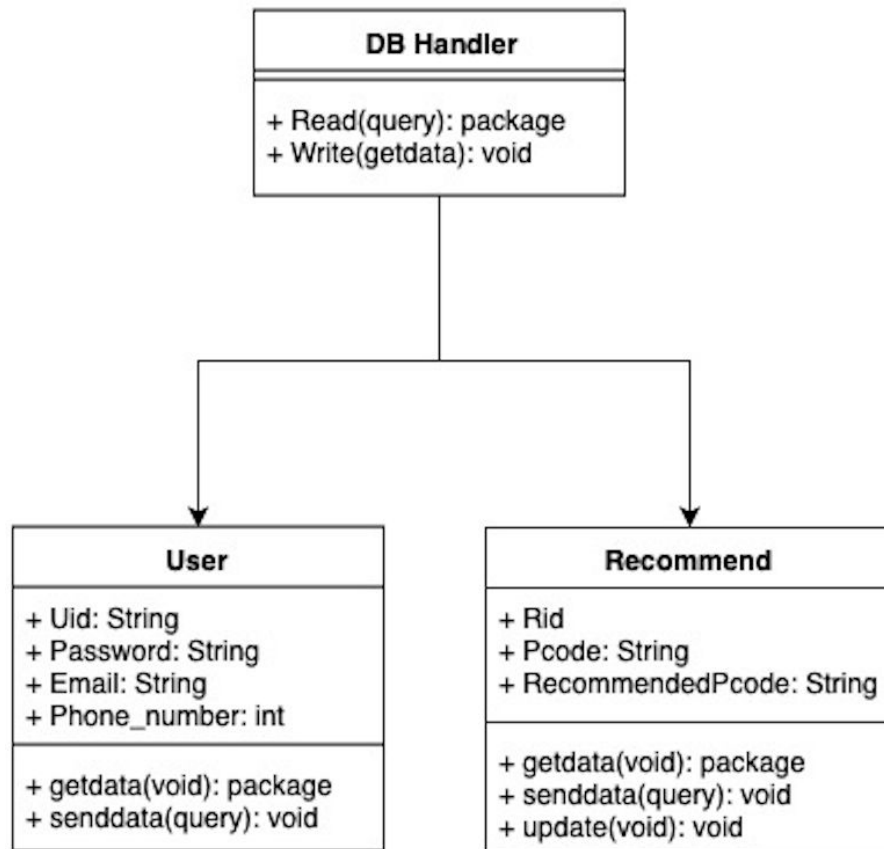 DB Handler
+ Read(query): package
+ Write(getdata): void
User
+ Uid: String
+ Password: String
+ Email: String
+ Phone_number: int
+ getdata(void): package
+ senddata(query): void
Recommend
+ Rid
+ Pcode: String
+ RecommendedPcode: String
+ getdata(void): package
+ senddata(query): void
+ update(void): void